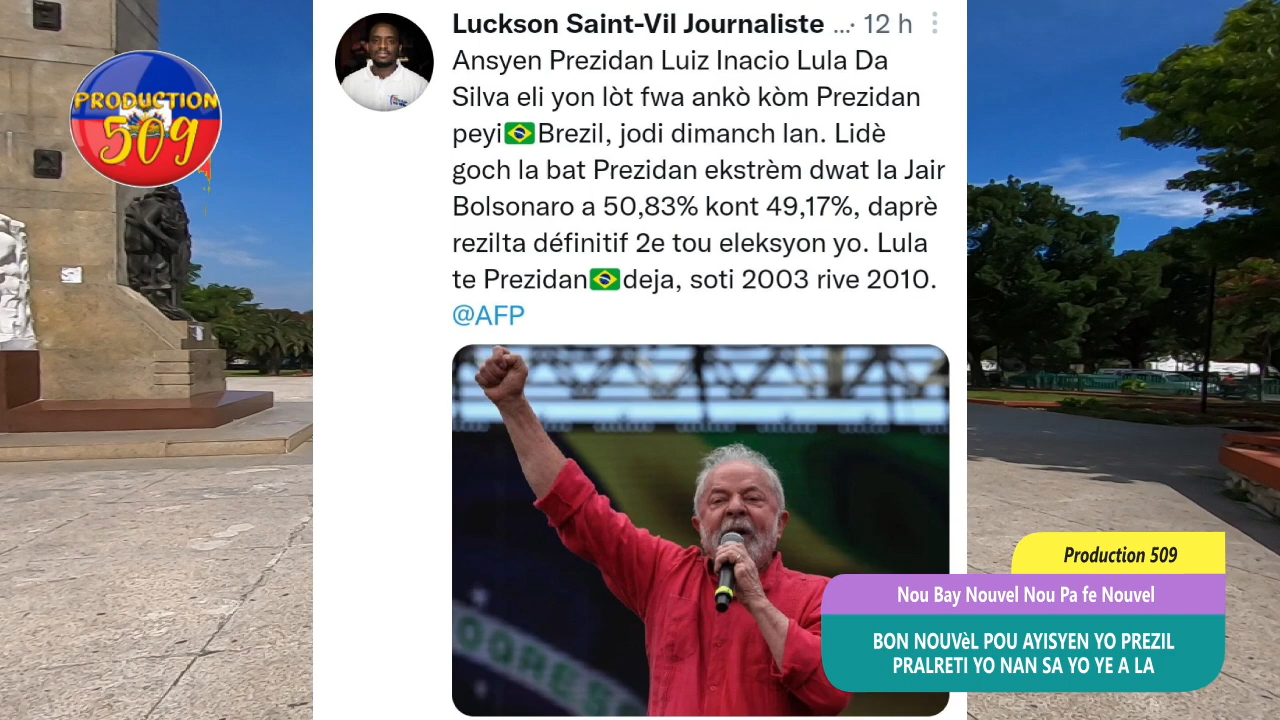 PRODUCTION
509
Luckson Saint-Vil Journaliste ...· 12 h
Ansyen Prezidan Luiz Inacio Lula Da
Silva eli yon lòt fwa ankò kòm Prezidan
peyi🇧🇷Brezil, jodi dimanch lan. Lidè
goch la bat Prezidan ekstrèm dwat la Jair
Bolsonaro a 50,83% kont 49,17%, daprè
rezilta définitif 2e tou eleksyon yo. Lula
te Prezidan🇧🇷deja, soti 2003 rive 2010.
@AFP
OGRESS
Production 509
Nou Bay Nouvel Nou Pa fe Nouvel
BON NOUVèL POU AYISYEN YO PREZIL
PRALRETI YO NAN SA YO YE A LA